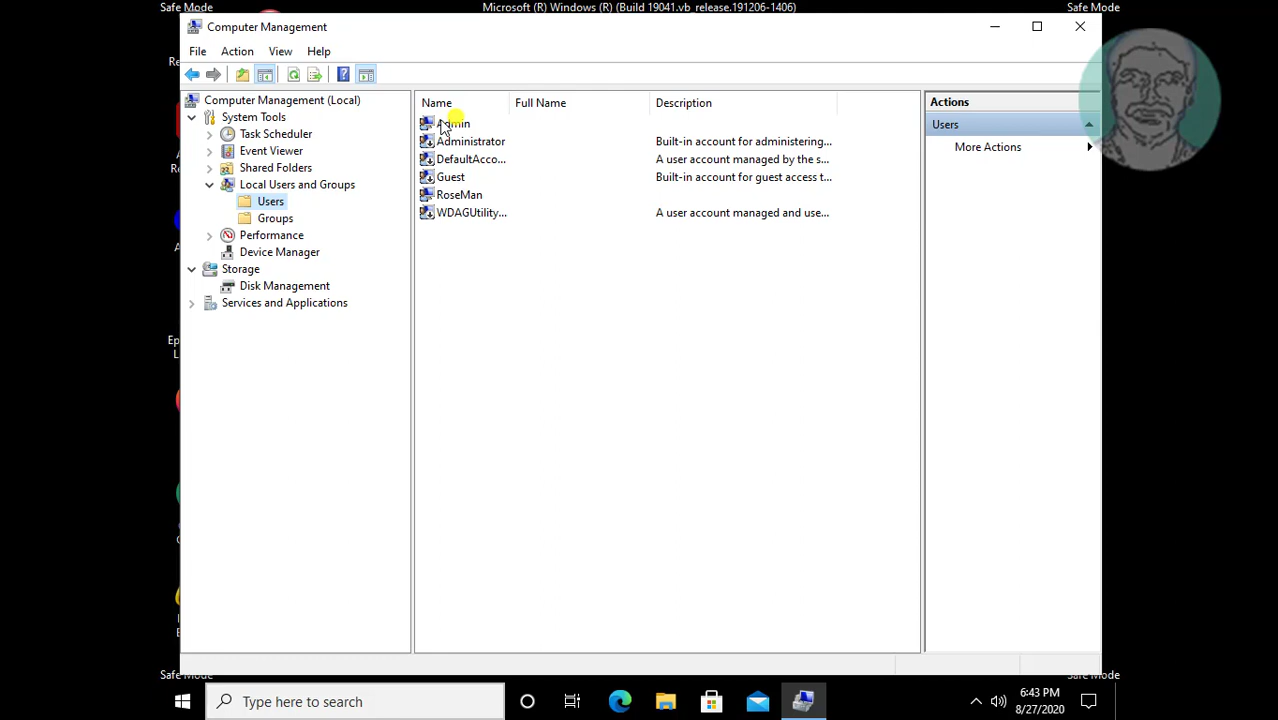 Safe Mode
Microsoft (R) Windows (R) (Build 19041.vb_release.191206-1406)
Safe Mode
Computer Management
File Action View Help
Computer Management (Local)
System Tools
Task Scheduler
Event Viewer
Shared Folders
Local Users and Groups
Users
Groups
Performance
Device Manager
Storage
Disk Management
Services and Applications
Name Full Name Description
Admin
Administrator Built-in account for administering...
DefaultAcco... A user account managed by the s...
Guest Built-in account for guest access t...
RoseMan
WDAGUtility... A user account managed and use...
Actions
Users
More Actions
Safe Mode
Safe Mode
Type here to search
6:43 PM
8/27/2020